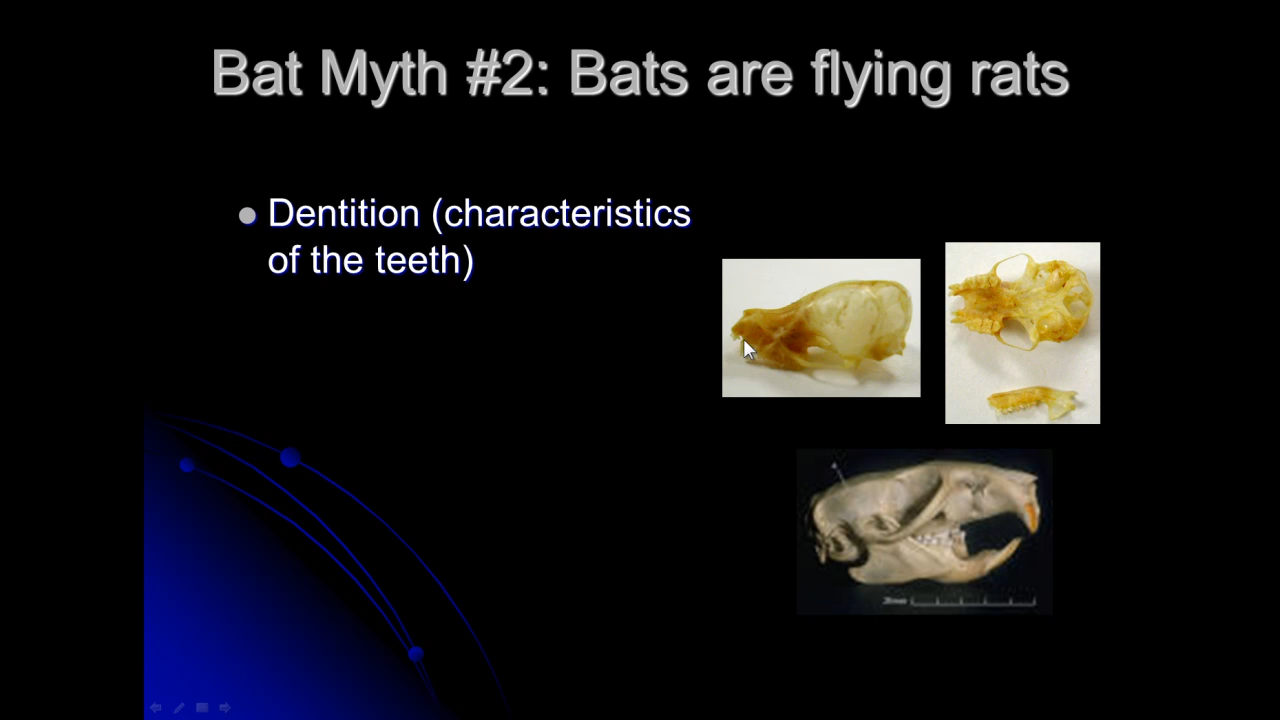 Bat Myth #2: Bats are flying rats
Dentition (characteristics
of the teeth)